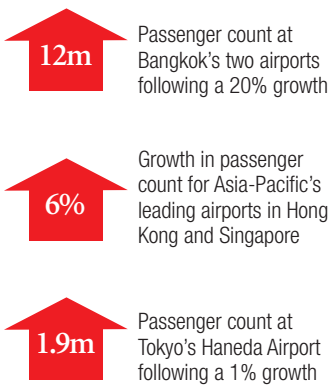 12m
Passenger count at
Bangkok’s two airports
following a 20% growth
6%
Growth in passenger
count for Asia-Pacific’s
leading airports in Hong
Kong and Singapore
1.9m
Passenger count at
Tokyo’s Haneda Airport
following a 1% growth